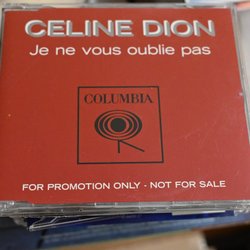 CELINE DION
Je ne vous oublie pas
COLUMBIA
FOR PROMOTION ONLY - NOT FOR SALE